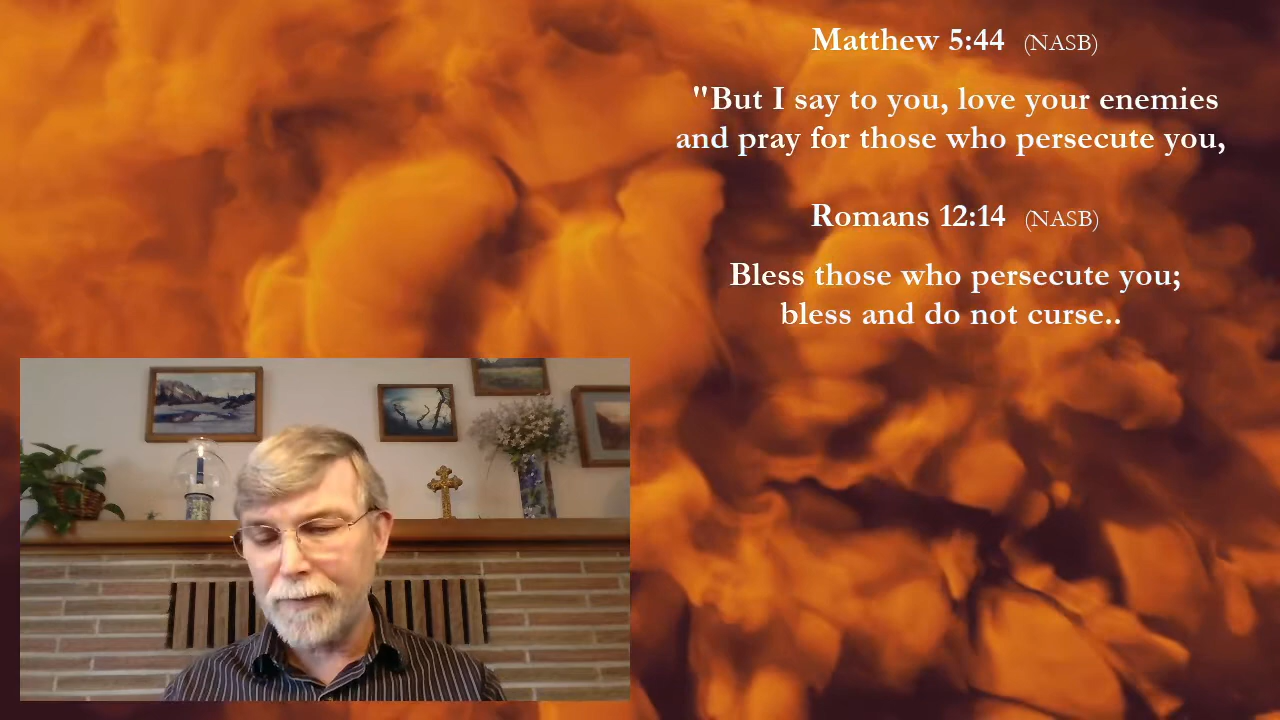 Matthew 5:44 (NASB)
"But I say to you, love your enemies
and pray for those who persecute you,
Romans 12:14 (NASB)
Bless those who persecute you;
bless and do not curse..